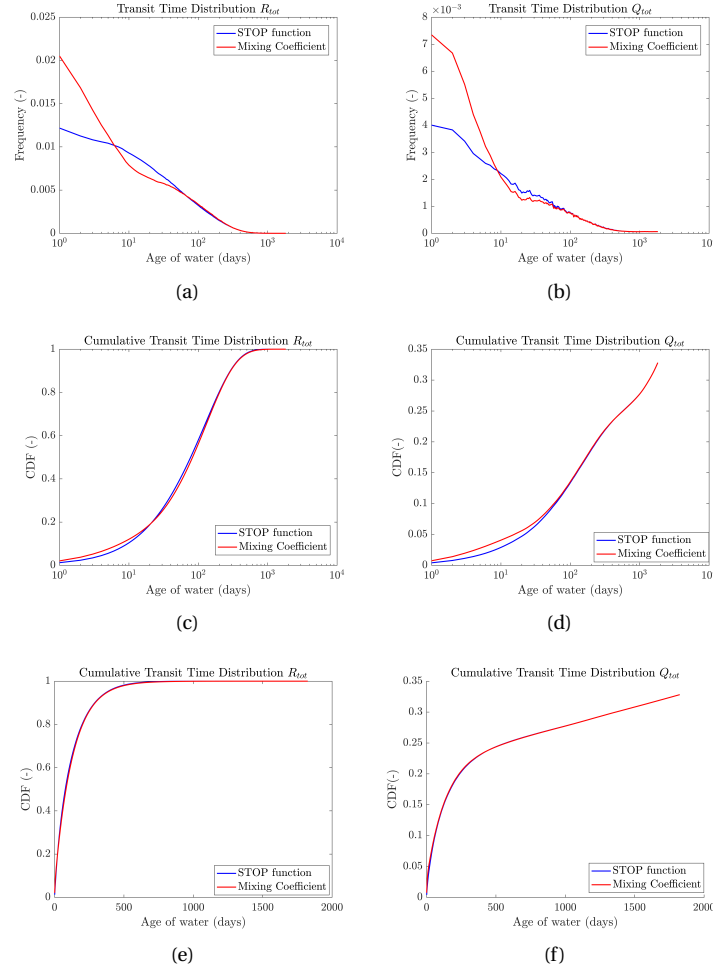 Transit Time Distribution R_tot
0.025
0.02
0.015
0.01
0.005
0
Frequency (-)
STOP function
Mixing Coefficient
10^0
10^1
10^2
10^3
10^4
Age of water (days)
(a)
Transit Time Distribution Q_tot
×10^−3
8
7
6
5
4
3
2
1
0
Frequency (-)
STOP function
Mixing Coefficient
10^0
10^1
10^2
10^3
10
Age of water (days)
(b)
Cumulative Transit Time Distribution R_tot
1
0.8
0.6
0.4
0.2
0
CDF (-)
STOP function
Mixing Coefficient
10^0
10^1
10^2
10^3
10^4
Age of water (days)
(c)
Cumulative Transit Time Distribution Q_tot
0.35
0.3
0.25
0.2
0.15
0.1
0.05
0
CDF(-)
STOP function
Mixing Coefficient
10^0
10^1
10^2
10^3
10
Age of water (days)
(d)
Cumulative Transit Time Distribution R_tot
1
0.8
0.6
0.4
0.2
0
CDF (-)
STOP function
Mixing Coefficient
0 500 1000 1500 2000
Age of water (days)
(e)
Cumulative Transit Time Distribution Q_tot
0.35
0.3
0.25
0.2
0.15
0.1
0.05
0
CDF(-)
STOP function
Mixing Coefficient
0 500 1000 1500 2000
Age of water (days)
(f)